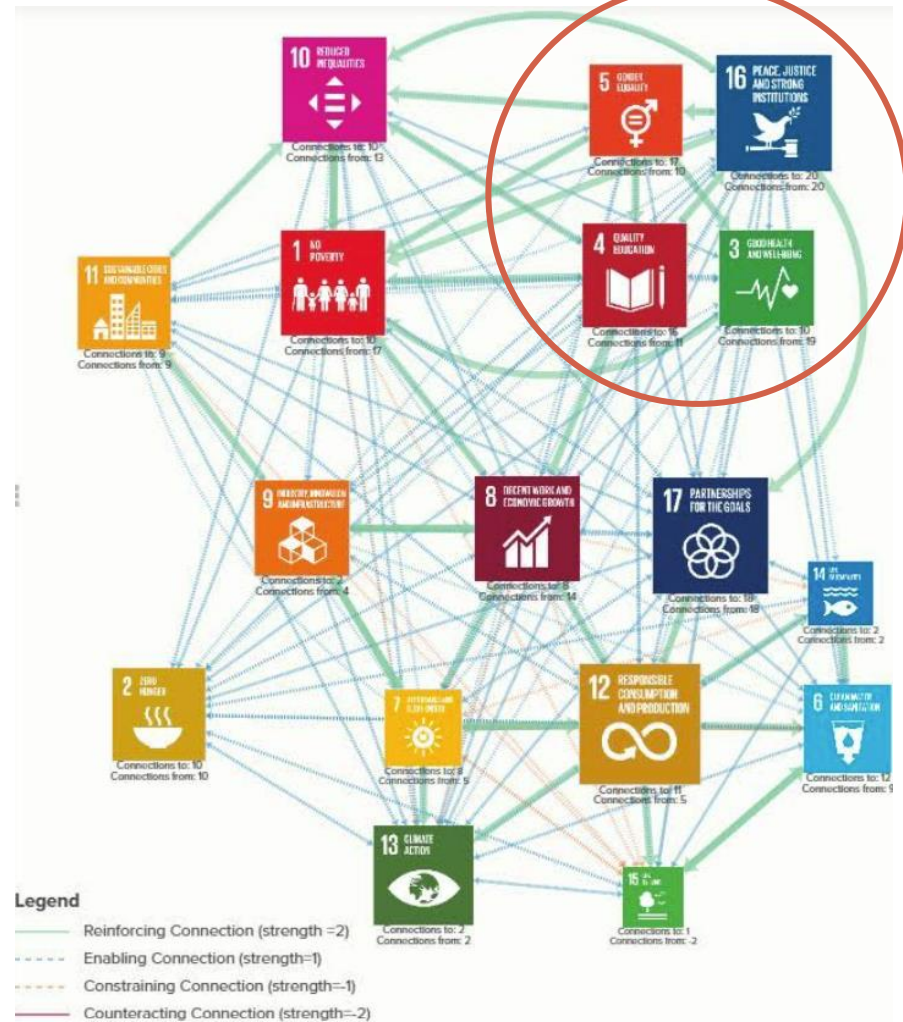 10 REDUCED
INEQUALITIES
Connections to: 10
Connections from: 13
5 GENDER
EQUALITY
Connections to: 17
Connections from: 10
16 PEACE, JUSTICE
AND STRONG
INSTITUTIONS
Connections to: 20
Connections from: 20
11 SUSTAINABLE CITIES
AND COMMUNITIES
Connections to: 9
Connections from: 9
1 NO
POVERTY
Connections to: 10
Connections from: 17
4 QUALITY
EDUCATION
Connections to: 16
Connections from: 11
3 GOOD HEALTH
AND WELL-BEING
Connections to: 10
Connections from: 19
9 INDUSTRY, INNOVATION
AND INFRASTRUCTURE
Connections to: 2
Connections from: 4
8 DECENT WORK AND
ECONOMIC GROWTH
Connections to: 8
Connections from: 14
17 PARTNERSHIPS
FOR THE GOALS
Connections to: 18
Connections from: 18
14
Connections to: 2
Connections from: 2
2 ZERO
HUNGER
Connections to: 10
Connections from: 10
7
Connections to: 8
Connections from: 5
12 RESPONSIBLE
CONSUMPTION
AND PRODUCTION
Connections to: 11
Connections from: 5
6 CLEAN WATER
AND SANITATION
Connections to: 12
Connections from: 9
13 CLIMATE
ACTION
Connections to: 2
Connections from: 2
15
Connections to: 1
Connections from: -2
Legend
Reinforcing Connection (strength =2)
Enabling Connection (strength=1)
Constraining Connection (strength=-1)
Counteracting Connection (strength=-2)